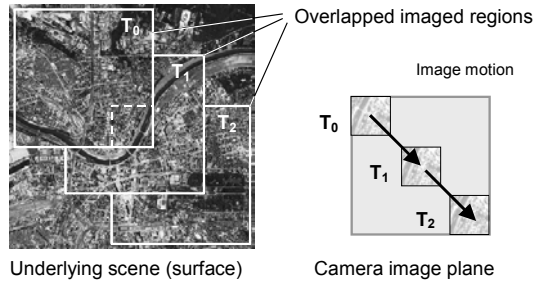 Overlapped imaged regions
T0
T1
T2
Image motion
T0
T1
T2
Underlying scene (surface)
Camera image plane